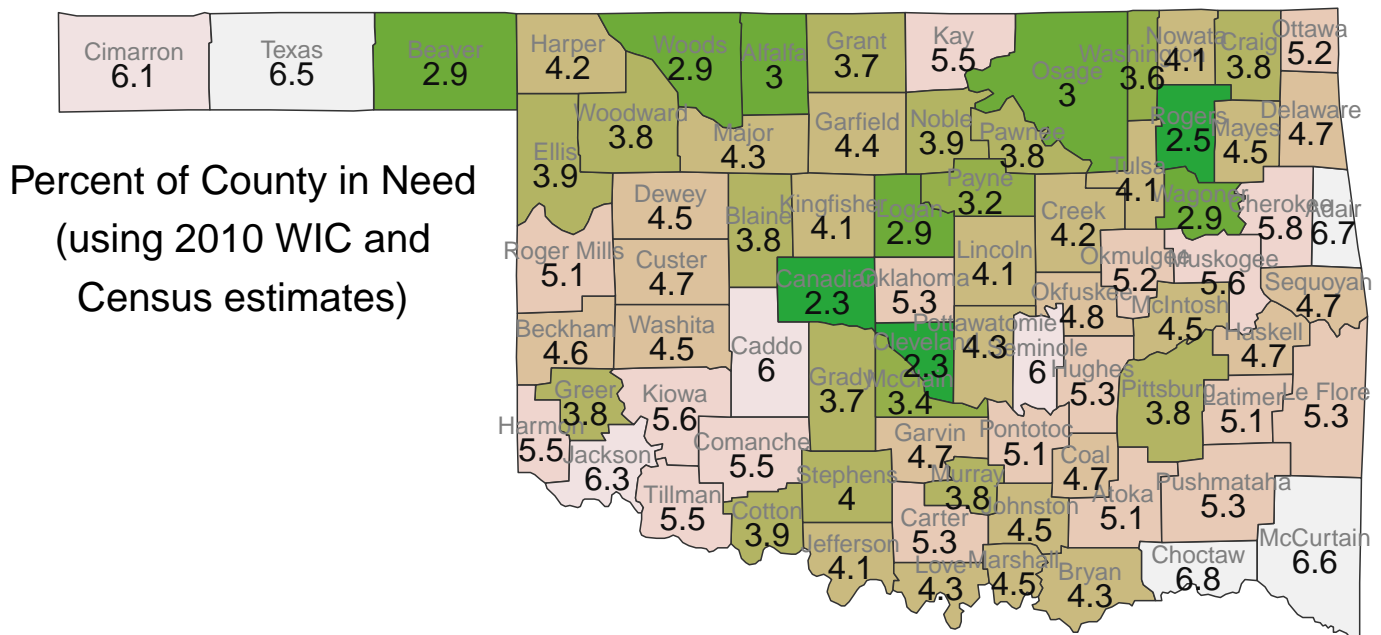 Cimarron
6.1
Texas
6.5
Beaver
2.9
Harper
4.2
Woods
2.9
Alfalfa
3
Grant
3.7
Kay
5.5
Osage
3
Washington
3.6
Nowata
4.1
Craig
3.8
Ottawa
5.2
Woodward
3.8
Major
4.3
Garfield
4.4
Noble
3.9
Pawnee
3.8
Rogers
2.5
Mayes
4.5
Delaware
4.7
Ellis
3.9
Percent of County in Need
(using 2010 WIC and
Census estimates)
Dewey
4.5
Blaine
3.8
Kingfisher
4.1
Logan
2.9
Payne
3.2
Creek
4.2
Tulsa
4.1
Wagoner
2.9
Cherokee
5.8
Adair
6.7
Roger Mills
5.1
Custer
4.7
Canadian
2.3
Oklahoma
5.3
Lincoln
4.1
Okmulgee
5.2
Muskogee
5.6
Sequoyah
4.7
Okfuskee
4.8
McIntosh
4.5
Beckham
4.6
Washita
4.5
Caddo
6
Cleveland
2.3
Pottawatomie
4.3
Seminole
6
Hughes
5.3
Haskell
4.7
Greer
3.8
Kiowa
5.6
Grady
3.7
McClain
3.4
Pittsburg
3.8
Latimer
5.1
Le Flore
5.3
Harmon
5.5
Jackson
6.3
Comanche
5.5
Garvin
4.7
Pontotoc
5.1
Coal
4.7
Tillman
5.5
Cotton
3.9
Stephens
4
Murray
3.8
Johnston
4.5
Atoka
5.1
Pushmataha
5.3
Carter
5.3
Jefferson
4.1
Love
4.3
Marshall
4.5
Bryan
4.3
Choctaw
6.8
McCurtain
6.6